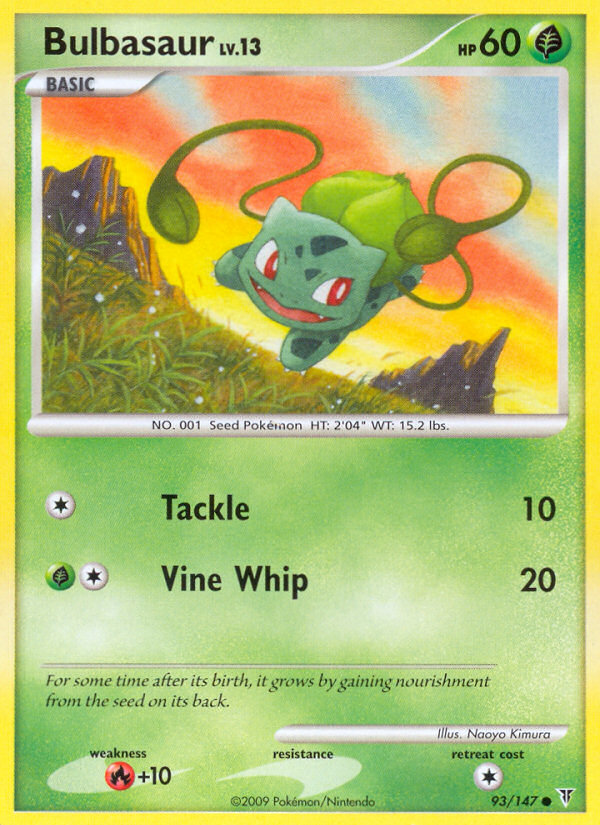 Bulbasaur LV.13 HP 60
BASIC
NO. 001 Seed Pokémon HT: 2'04" WT: 15.2 lbs.
Tackle 10
Vine Whip 20
For some time after its birth, it grows by gaining nourishment
from the seed on its back.
Illus. Naoyo Kimura
weakness resistance retreat cost
+10
©2009 Pokémon/Nintendo 93/147